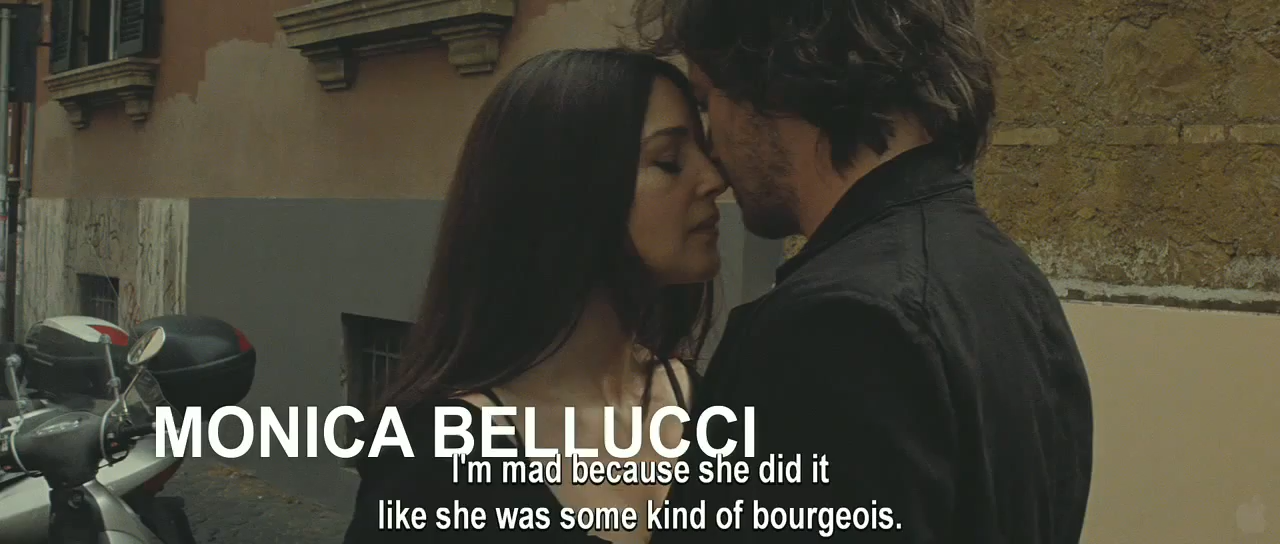 MONICA BELLUCCI
I'm mad because she did it
like she was some kind of bourgeois.